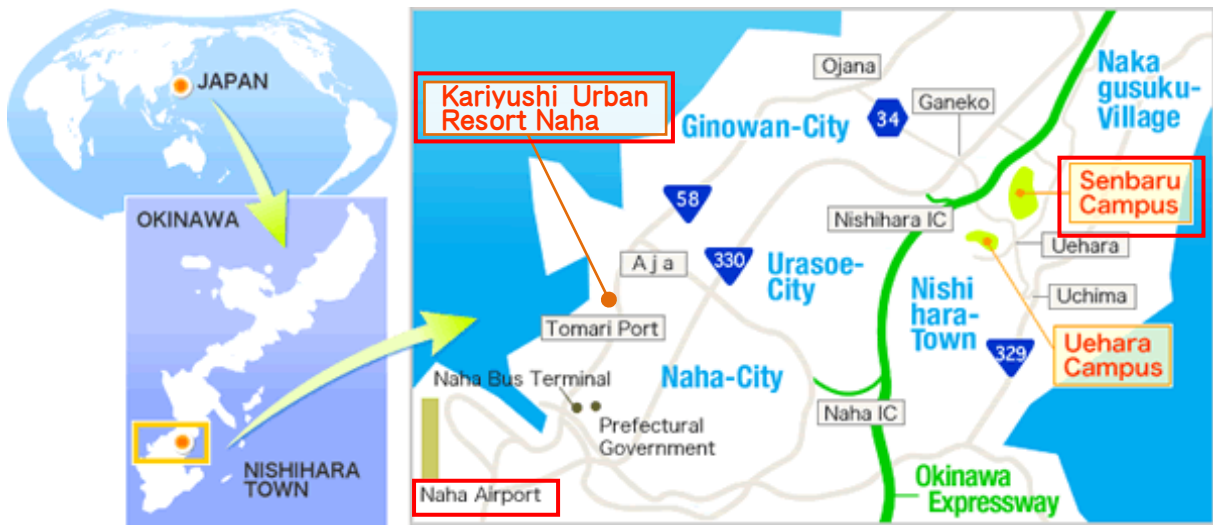 JAPAN
OKINAWA
NISHIHARA
TOWN
Kariyushi Urban
Resort Naha
Ojana
Ganeko
Naka
gusuku-
Village
34
Ginowan-City
Senbaru
Campus
58
Nishihara IC
Uehara
Aja
330
Urasoe-
City
Nishi
hara-
Town
Uchima
Tomari Port
329
Uehara
Campus
Naha Bus Terminal
Naha-City
Prefectural
Government
Naha IC
Naha Airport
Okinawa
Expressway